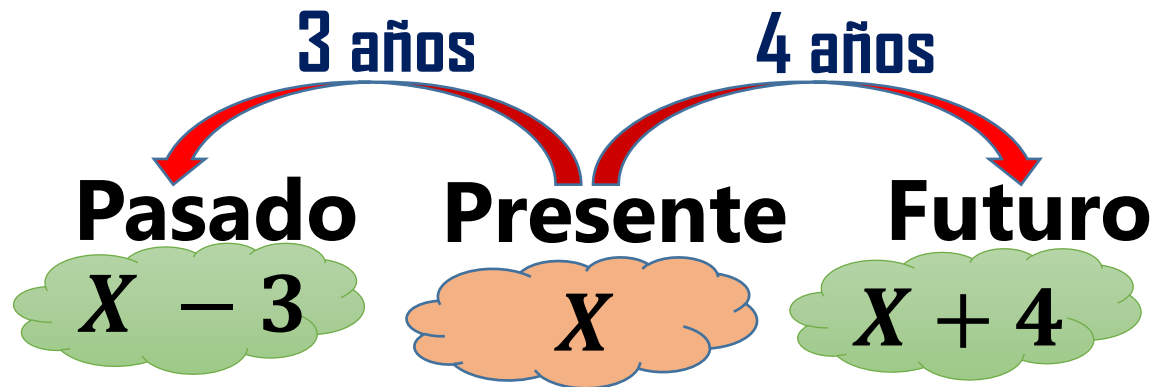 3 años 4 años
Pasado Presente Futuro
X − 3 X X + 4